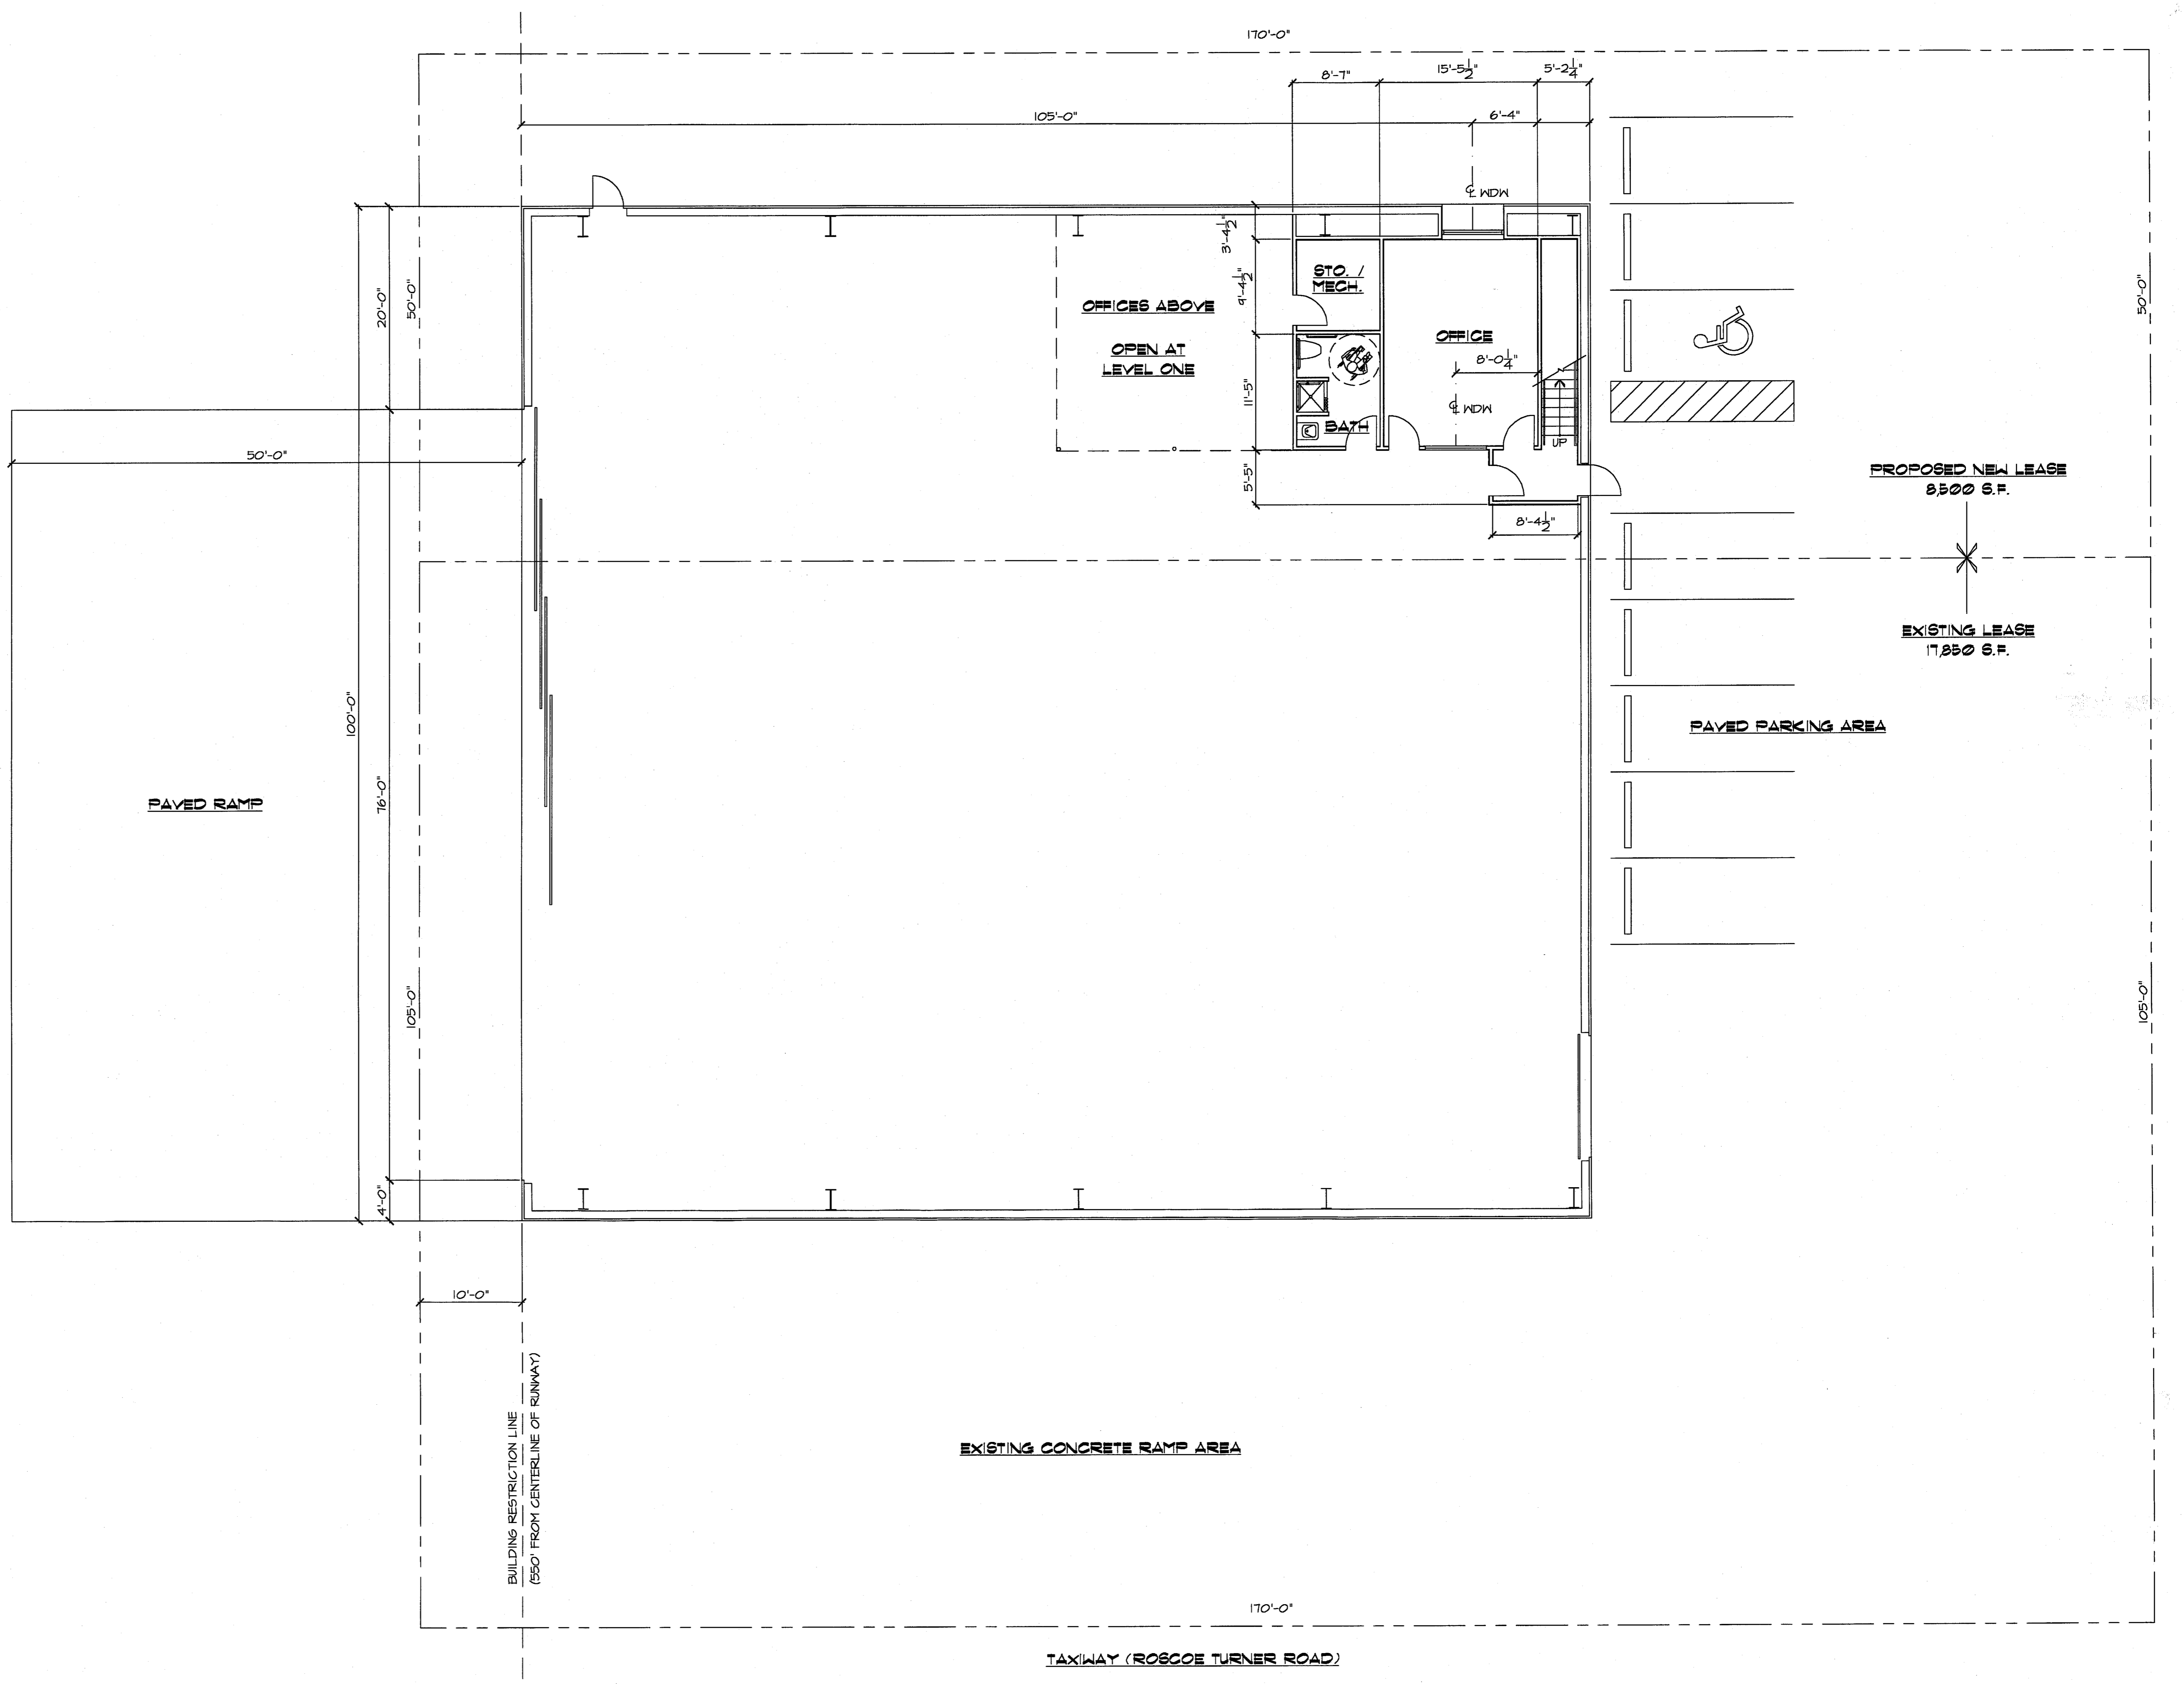 170'-0"
8'-7"
15'-5 1/2"
5'-2 1/4"
105'-0"
6'-4"
℄ WDW
3'-4 1/2"
20'-0"
50'-0"
50'-0"
9'-4 1/2"
STO. /
MECH.
OFFICES ABOVE
OPEN AT
LEVEL ONE
OFFICE
8'-0 1/4"
11'-5"
℄ WDW
BATH
UP
50'-0"
5'-5"
PROPOSED NEW LEASE
8,500 S.F.
8'-4 1/2"
EXISTING LEASE
17,850 S.F.
100'-0"
PAVED PARKING AREA
76'-0"
PAVED RAMP
105'-0"
105'-0"
4'-0"
10'-0"
BUILDING RESTRICTION LINE
(550' FROM CENTERLINE OF RUNWAY)
EXISTING CONCRETE RAMP AREA
170'-0"
TAXIWAY (ROSCOE TURNER ROAD)